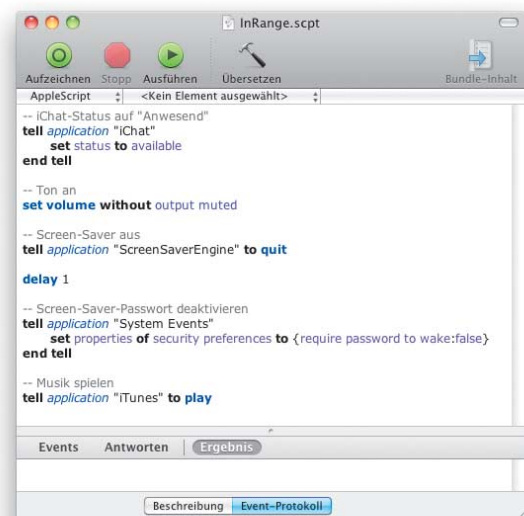 InRange.scpt
Aufzeichnen Stopp Ausführen Übersetzen Bundle-Inhalt
AppleScript <Kein Element ausgewählt>
-- iChat-Status auf "Anwesend"
tell application "iChat"
set status to available
end tell
-- Ton an
set volume without output muted
-- Screen-Saver aus
tell application "ScreenSaverEngine" to quit
delay 1
-- Screen-Saver-Passwort deaktivieren
tell application "System Events"
set properties of security preferences to {require password to wake:false}
end tell
-- Musik spielen
tell application "iTunes" to play
Events Antworten Ergebnis
Beschreibung Event-Protokoll